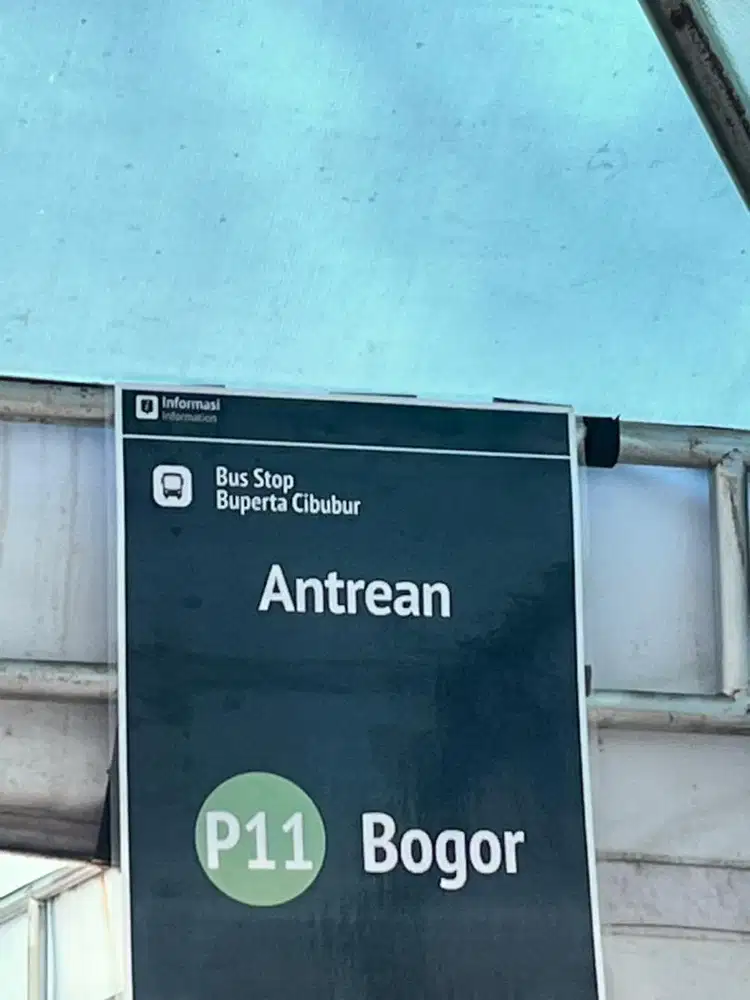 Informasi
Information
Bus Stop
Buperta Cibubur
Antrean
P11 Bogor